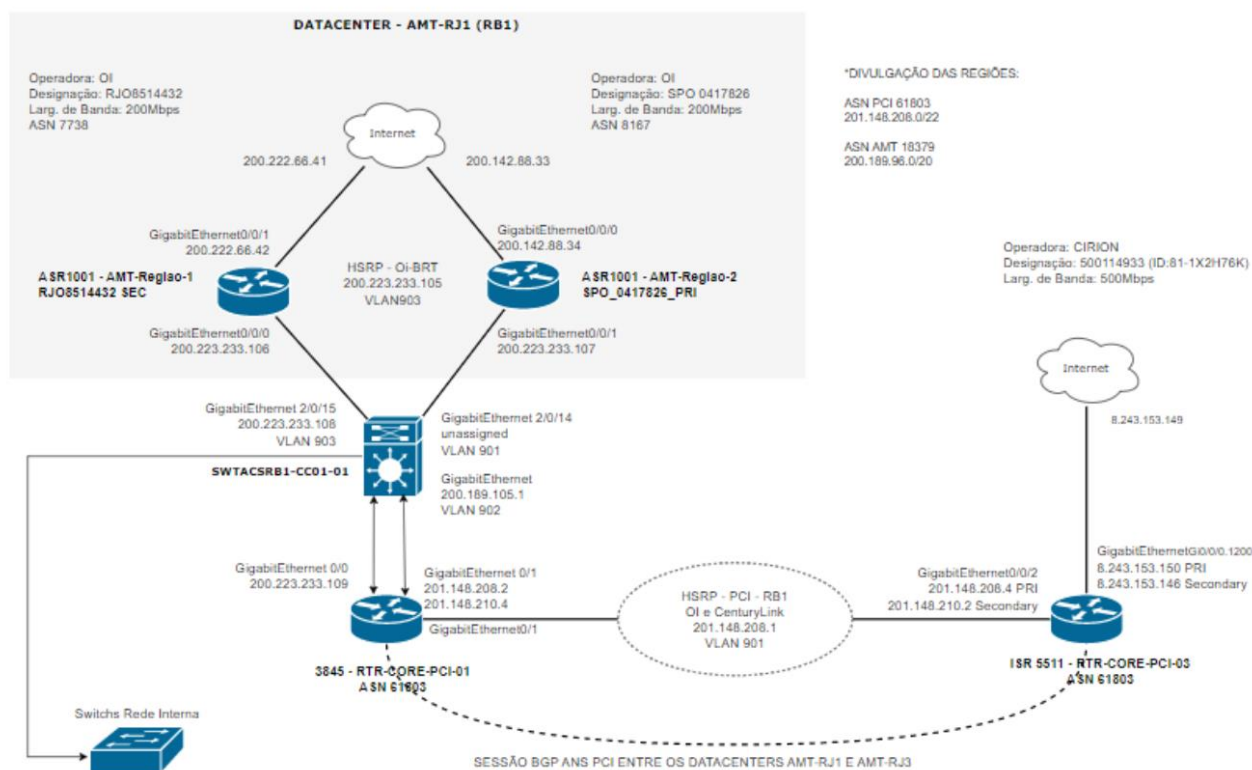 DATACENTER - AMT-RJ1 (RB1)
Operadora: OI
Designação: RJO8514432
Larg. de Banda: 200Mbps
ASN 7738
Operadora: OI
Designação: SPO 0417826
Larg. de Banda: 200Mbps
ASN 8167
*DIVULGAÇÃO DAS REGIÕES:
ASN PCI 61803
201.148.208.0/22
ASN AMT 18379
200.189.96.0/20
Internet
200.222.66.41
200.142.88.33
GigabitEthernet0/0/1
200.222.66.42
GigabitEthernet0/0/0
200.142.88.34
ASR1001 - AMT-Regiao-1
RJO8514432 SEC
HSRP - Oi-BRT
200.223.233.105
VLAN903
ASR1001 - AMT-Regiao-2
SPO_0417826_PRI
GigabitEthernet0/0/0
200.223.233.106
GigabitEthernet0/0/1
200.223.233.107
Operadora: CIRION
Designação: 500114933 (ID:81-1X2H76K)
Larg. de Banda: 500Mbps
Internet
8.243.153.149
GigabitEthernet 2/0/15
200.223.233.108
VLAN 903
GigabitEthernet 2/0/14
unassigned
VLAN 901
SWTACSRB1-CC01-01
GigabitEthernet
200.189.105.1
VLAN 902
GigabitEthernet 0/0
200.223.233.109
GigabitEthernet 0/1
201.148.208.2
201.148.210.4
GigabitEthernet0/1
HSRP - PCI - RB1
OI e CenturyLink
201.148.208.1
VLAN 901
GigabitEthernet0/0/2
201.148.208.4 PRI
201.148.210.2 Secondary
GigabitEthernetGi0/0/0.1200
8.243.153.150 PRI
8.243.153.146 Secondary
3845 - RTR-CORE-PCI-01
ASN 61803
ISR 5511 - RTR-CORE-PCI-03
ASN 61803
Switchs Rede Interna
SESSÃO BGP ANS PCI ENTRE OS DATACENTERS AMT-RJ1 E AMT-RJ3